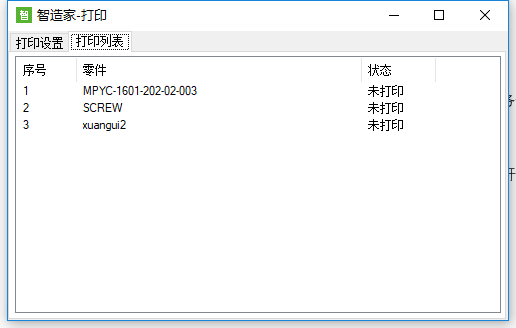 智 智造家-打印
打印设置 打印列表
序号 零件 状态
1 MPYC-1601-202-02-003 未打印
2 SCREW 未打印
3 xuangui2 未打印